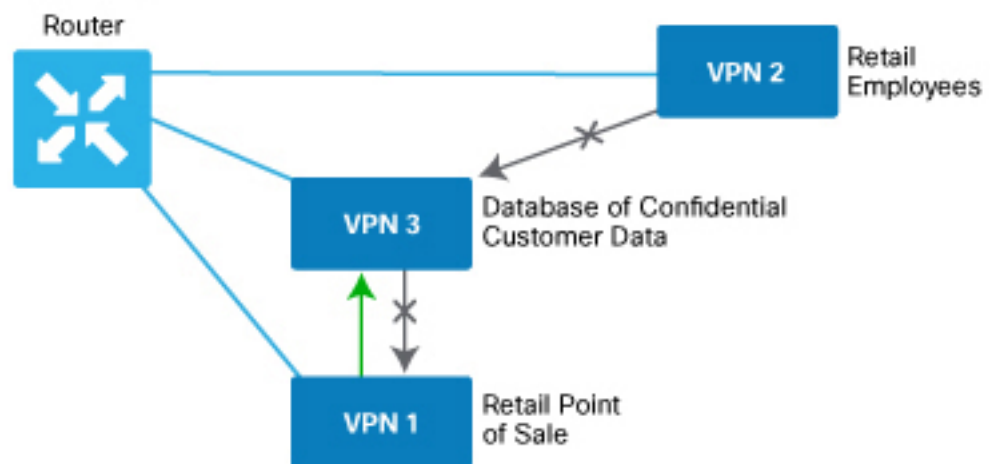 Router
VPN 2
Retail
Employees
VPN 3
Database of Confidential
Customer Data
VPN 1
Retail Point
of Sale